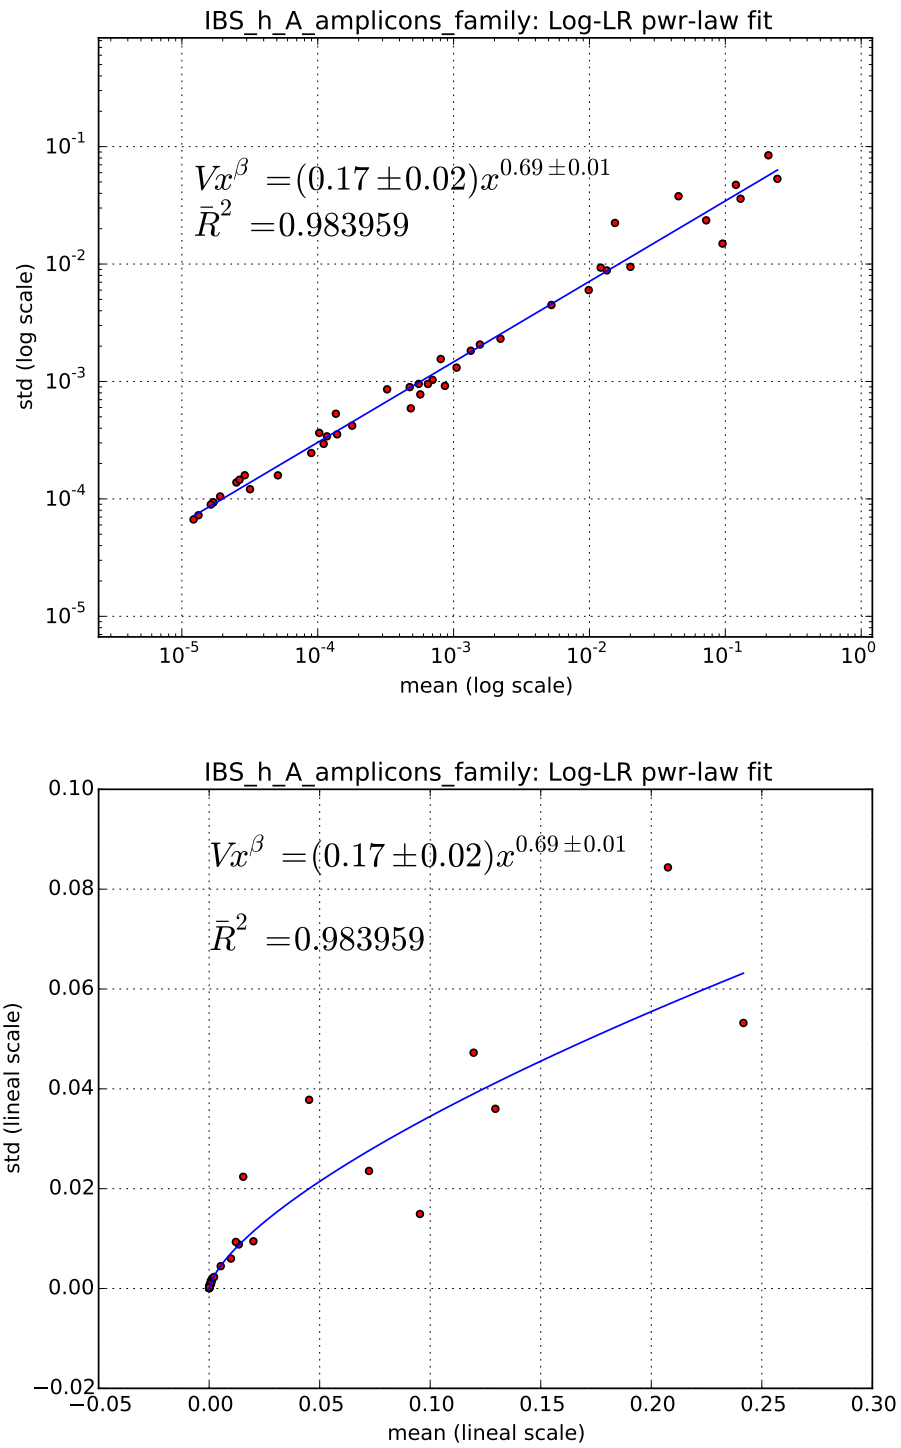 IBS_h_A_amplicons_family: Log-LR pwr-law fit
10⁻¹
10⁻²
10⁻³
10⁻⁴
10⁻⁵
std (log scale)
Vxᵝ =(0.17±0.02)x^0.69±0.01
R̄² =0.983959
10⁻⁵ 10⁻⁴ 10⁻³ 10⁻² 10⁻¹ 10⁰
mean (log scale)
IBS_h_A_amplicons_family: Log-LR pwr-law fit
0.10
0.08
0.06
0.04
0.02
0.00
−0.02
std (lineal scale)
Vxᵝ =(0.17±0.02)x^0.69±0.01
R̄² =0.983959
−0.05 0.00 0.05 0.10 0.15 0.20 0.25 0.30
mean (lineal scale)